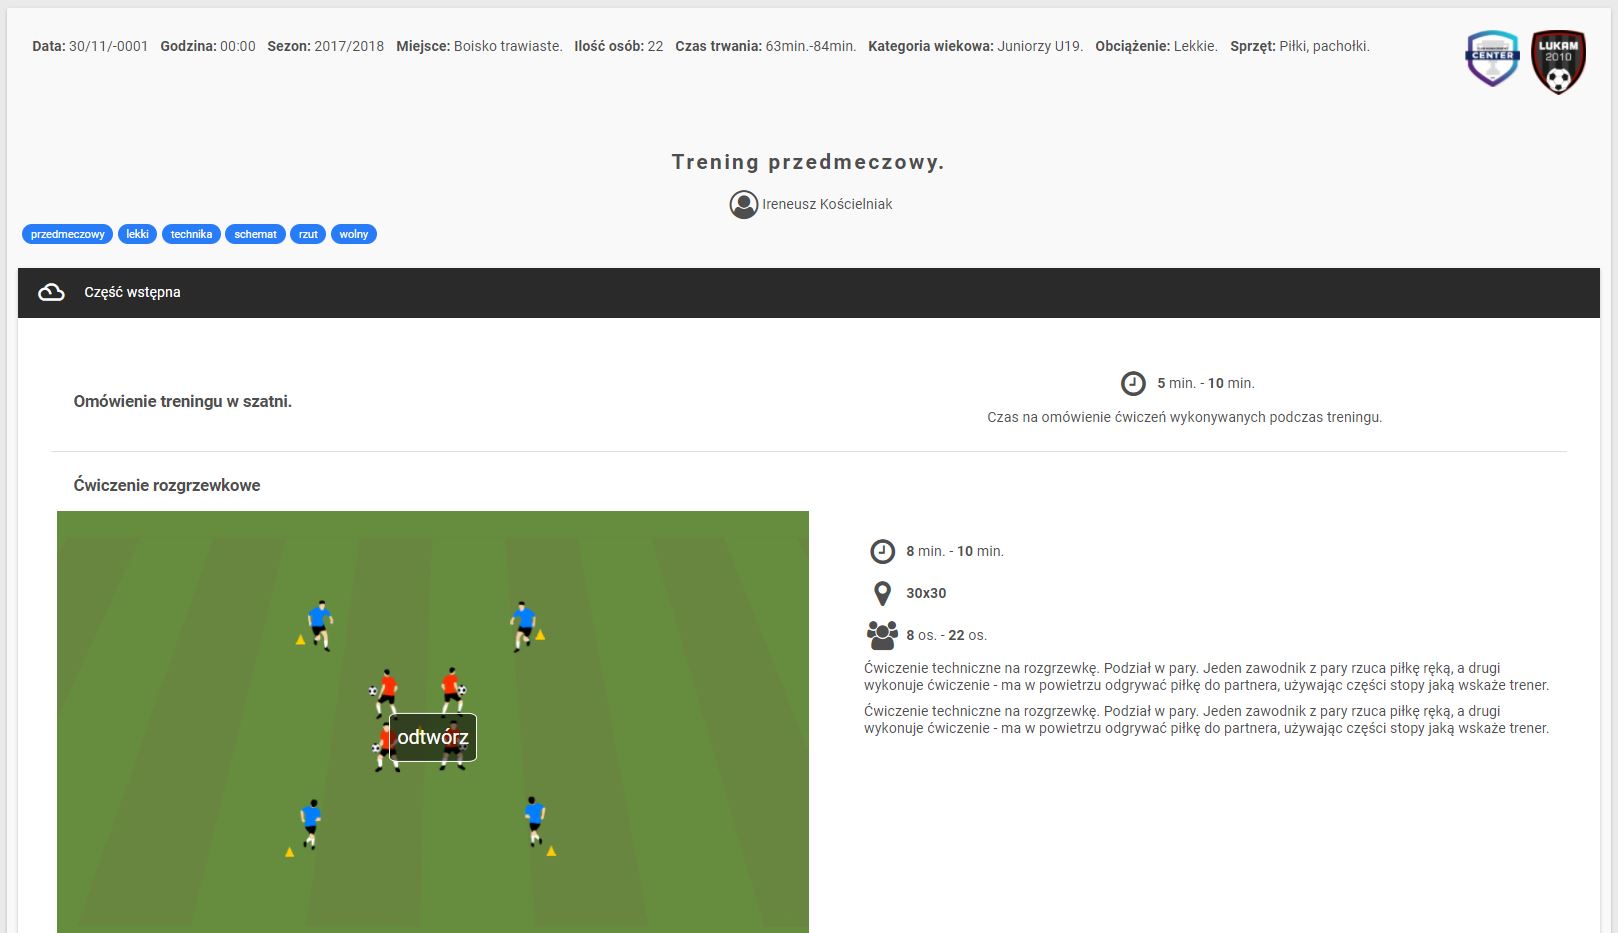 Data: 30/11/-0001 Godzina: 00:00 Sezon: 2017/2018 Miejsce: Boisko trawiaste. Ilość osób: 22 Czas trwania: 63min.-84min. Kategoria wiekowa: Juniorzy U19. Obciążenie: Lekkie. Sprzęt: Piłki, pachołki.
CENTER
LUKAM
2010
Trening przedmeczowy.
Ireneusz Kościelniak
przedmeczowy lekki technika schemat rzut wolny
Część wstępna
5 min. - 10 min.
Omówienie treningu w szatni.
Czas na omówienie ćwiczeń wykonywanych podczas treningu.
Ćwiczenie rozgrzewkowe
8 min. - 10 min.
30x30
8 os. - 22 os.
Ćwiczenie techniczne na rozgrzewkę. Podział w pary. Jeden zawodnik z pary rzuca piłkę ręką, a drugi
wykonuje ćwiczenie - ma w powietrzu odgrywać piłkę do partnera, używając części stopy jaką wskaże trener.
Ćwiczenie techniczne na rozgrzewkę. Podział w pary. Jeden zawodnik z pary rzuca piłkę ręką, a drugi
wykonuje ćwiczenie - ma w powietrzu odgrywać piłkę do partnera, używając części stopy jaką wskaże trener.
odtwórz